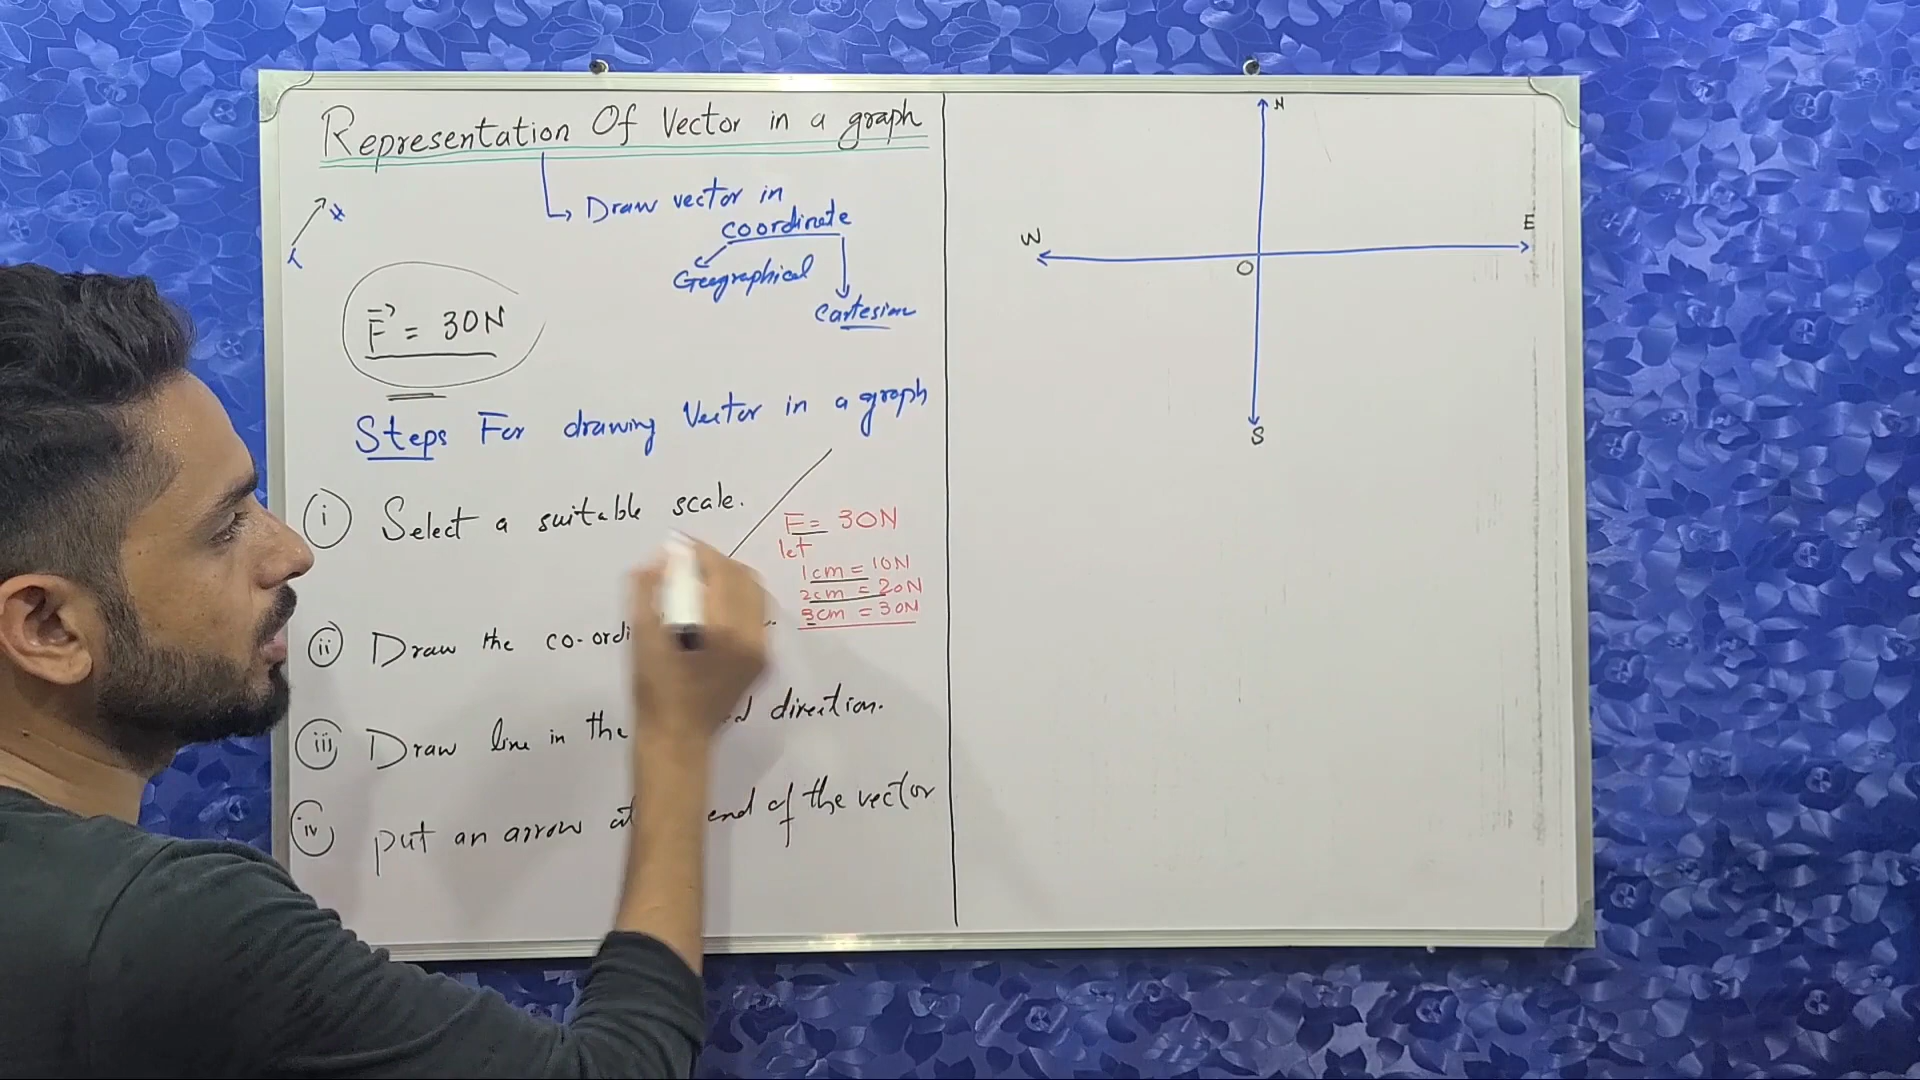 Representation Of Vector in a graph
Draw vector in
coordinate
Geographical
Cartesian
F = 30N
Steps For drawing Vector in a graph
i Select a suitable scale.
F = 30N
let
1cm = 10N
2cm = 20N
3cm = 30N
ii Draw the co-ordi
iii Draw line in the direction.
iv put an arrow at end of the vector
N
W
E
O
S